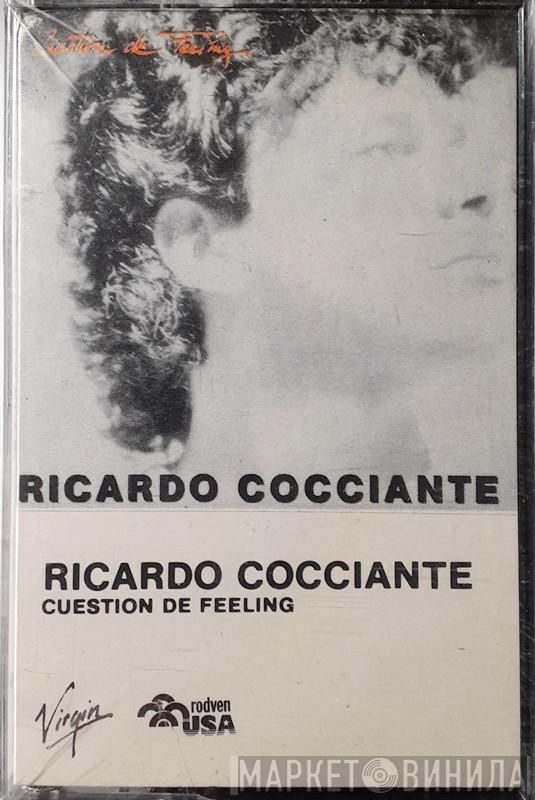 Cuestion de Feeling
RICARDO COCCIANTE
RICARDO COCCIANTE
CUESTION DE FEELING
Virgin
rodven
USA
МАРКЕТ ВИНИЛА